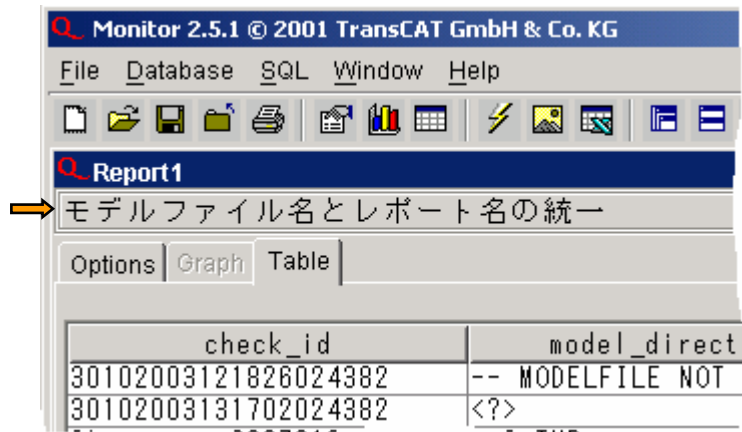 Monitor 2.5.1 © 2001 TransCAT GmbH & Co. KG
File Database SQL Window Help
Report1
モデルファイル名とレポート名の統一
Options Graph Table
check_id model_direct
30102003121826024382 -- MODELFILE NOT
30102003131702024382 <?>